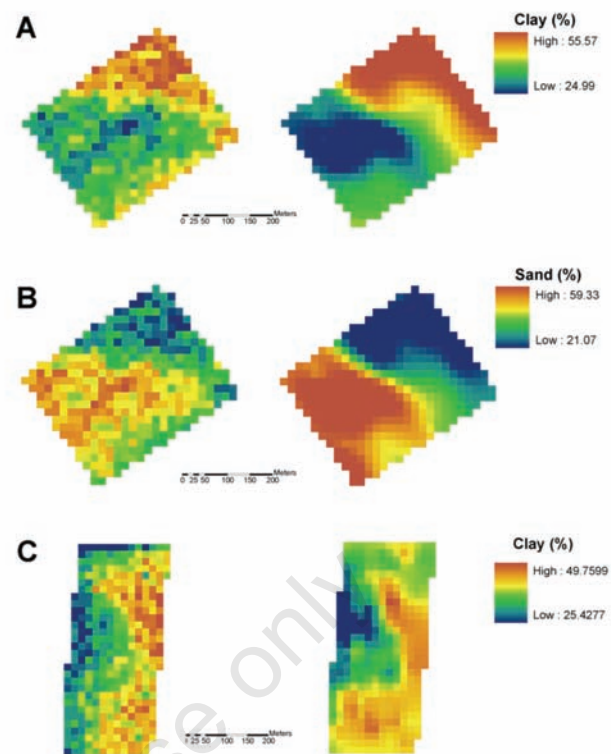 A
Clay (%)
High : 55.57
Low : 24.99
Meters
0 25 50 100 150 200
B
Sand (%)
High : 59.33
Low : 21.07
Meters
0 25 50 100 150 200
C
Clay (%)
High : 49.7599
Low : 25.4277
Meters
25 50 100 150 200
se only